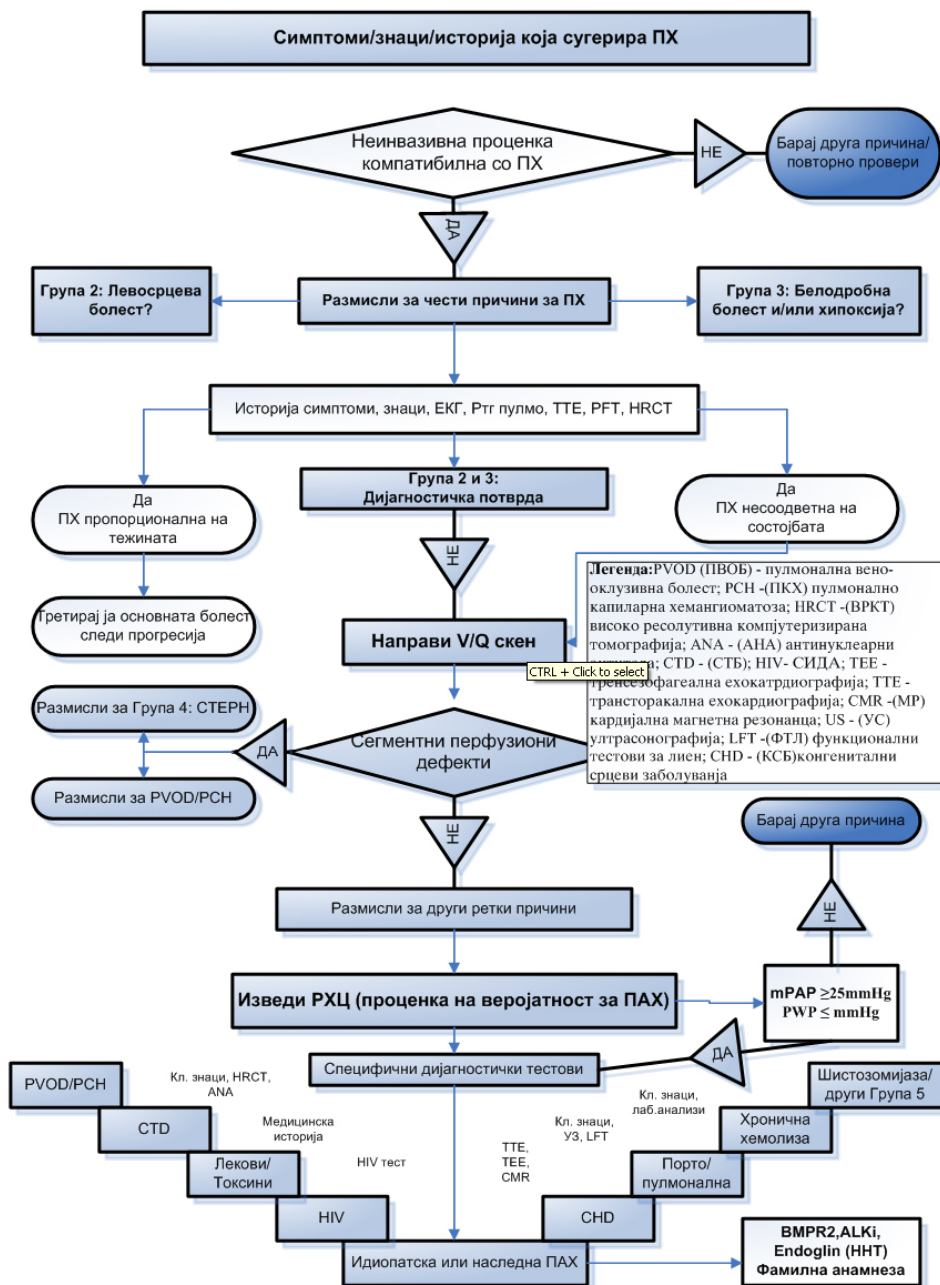 Симптоми/знаци/историја која сугерира ПХ
Неинвазивна проценка
компатибилна со ПХ
НЕ
Барај друга причина/
повторно провери
ДА
Група 2: Левосрцева
болест?
Размисли за чести причини за ПХ
Група 3: Белодробна
болест и/или хипоксија?
Историја симптоми, знаци, ЕКГ, Ртг пулмо, ТТЕ, PFT, HRCT
Да
ПХ пропорционална на
тежината
Група 2 и 3:
Дијагностичка потврда
Да
ПХ несоодветна на
состојбата
НЕ
Третирај ја основната болест
следи прогресија
Легенда:PVOD (ПВОБ) - пулмонална вено-
оклузивна болест; PCH -(ПКХ) пулмонално
капиларна хемангиоматоза; HRCT -(ВРКТ)
високо ресолутивна компјутеризирана
томографија; ANA - (АНА) антинуклеарни
CTD - (СТБ); HIV- СИДА; TEE -
тренсезофагеална ехокатрдиографија; TTE -
трансторакална ехокардиографија; CMR -(МР)
кардијална магнетна резонанца; US - (УС)
ултрасонографија; LFT -(ФТЛ) функционални
тестови за лиен; CHD - (КСБ)конгенитални
срцеви заболувања
Направи V/Q скен
CTRL + Click to select
Размисли за Група 4: СТЕРН
ДА
Сегментни перфузиони
дефекти
Размисли за PVOD/PCH
НЕ
Барај друга причина
НЕ
Размисли за други ретки причини
Изведи РХЦ (проценка на веројатност за ПАХ)
mPAP ≥25mmHg
PWP ≤ mmHg
ДА
Специфични дијагностички тестови
PVOD/PCH
Кл. знаци, HRCT,
ANA
CTD
Медицинска
историја
Лекови/
Токсини
HIV тест
HIV
TTE,
TEE,
CMR
CHD
Кл. знаци,
УЗ, LFT
Порто/
пулмонална
Кл. знаци,
лаб.анализи
Хронична
хемолиза
Шистозомијаза/
други Група 5
Идиопатска или наследна ПАХ
BMPR2,ALKi,
Endoglin (HHT)
Фамилна анамнеза